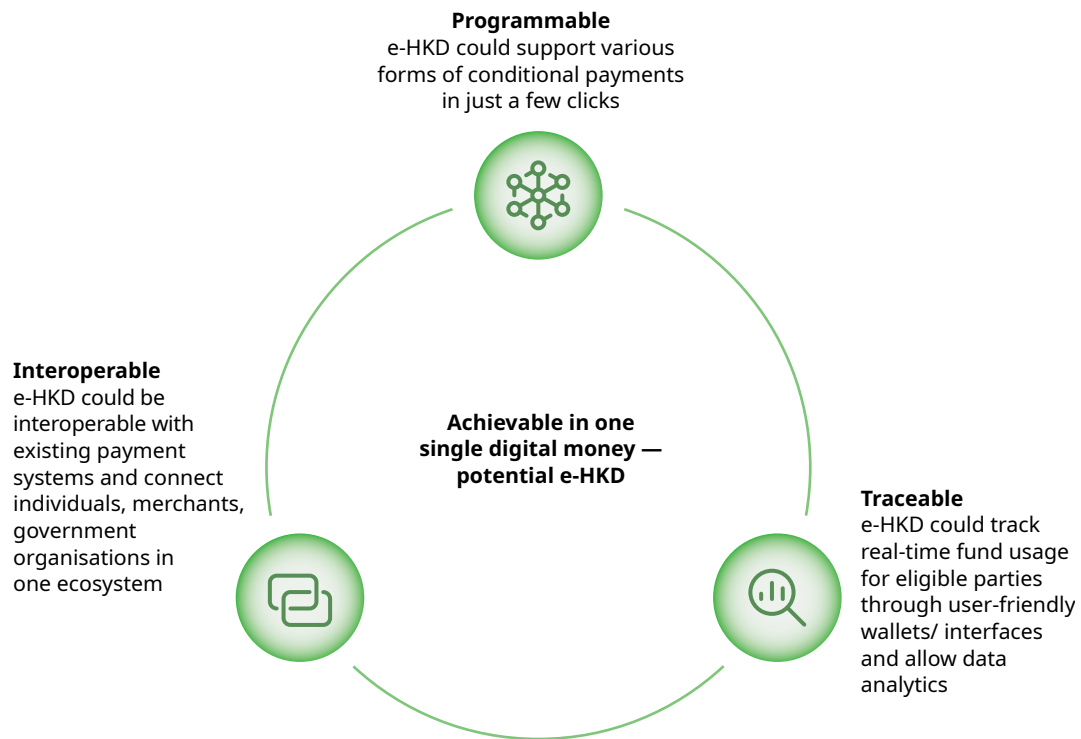 Programmable
e-HKD could support various
forms of conditional payments
in just a few clicks
Interoperable
e-HKD could be
interoperable with
existing payment
systems and connect
individuals, merchants,
government
organisations in
one ecosystem
Achievable in one
single digital money —
potential e-HKD
Traceable
e-HKD could track
real-time fund usage
for eligible parties
through user-friendly
wallets/ interfaces
and allow data
analytics